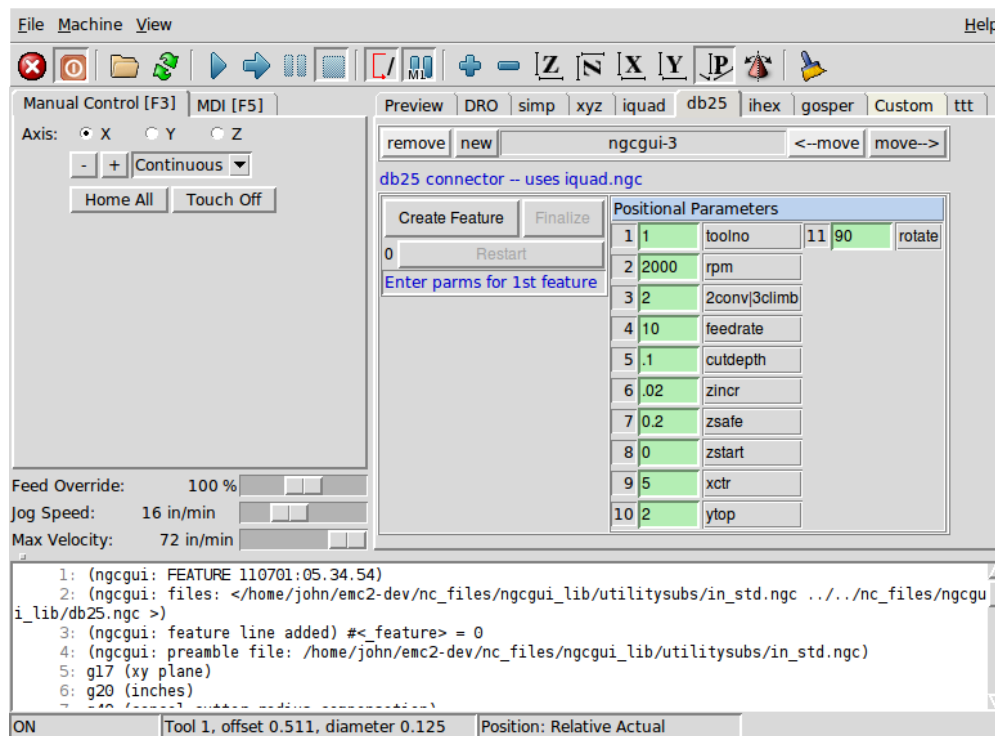 File Machine View Help
Z N X Y P
Manual Control [F3] MDI [F5]
Preview DRO simp xyz iquad db25 ihex gosper Custom ttt
Axis: X Y Z
- + Continuous
Home All Touch Off
remove new ngcgui-3 <--move move-->
db25 connector -- uses iquad.ngc
Create Feature Finalize
0 Restart
Enter parms for 1st feature
Positional Parameters
1 1 toolno 11 90 rotate
2 2000 rpm
3 2 2conv|3climb
4 10 feedrate
5 .1 cutdepth
6 .02 zincr
7 0.2 zsafe
8 0 zstart
9 5 xctr
10 2 ytop
Feed Override: 100 %
Jog Speed: 16 in/min
Max Velocity: 72 in/min
1: (ngcgui: FEATURE 110701:05.34.54)
2: (ngcgui: files: </home/john/emc2-dev/nc_files/ngcgui_lib/utilitysubs/in_std.ngc ../../nc_files/ngcgu
i_lib/db25.ngc >)
3: (ngcgui: feature line added) #<_feature> = 0
4: (ngcgui: preamble file: /home/john/emc2-dev/nc_files/ngcgui_lib/utilitysubs/in_std.ngc)
5: g17 (xy plane)
6: g20 (inches)
ON Tool 1, offset 0.511, diameter 0.125 Position: Relative Actual